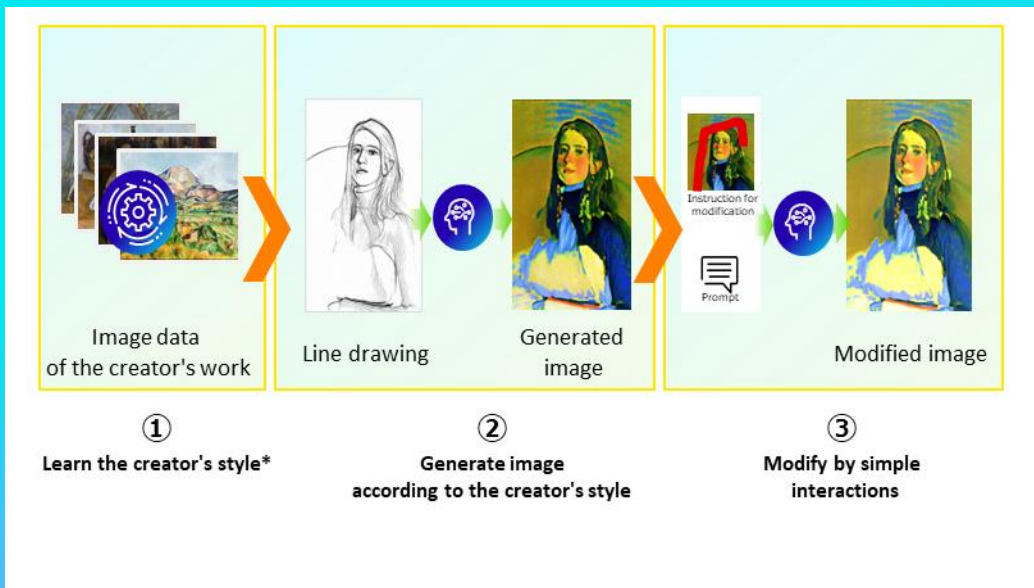 Image data
of the creator's work
Line drawing
Generated
image
Instruction for
modification
Prompt
Modified image
①
Learn the creator's style*
②
Generate image
according to the creator's style
③
Modify by simple
interactions